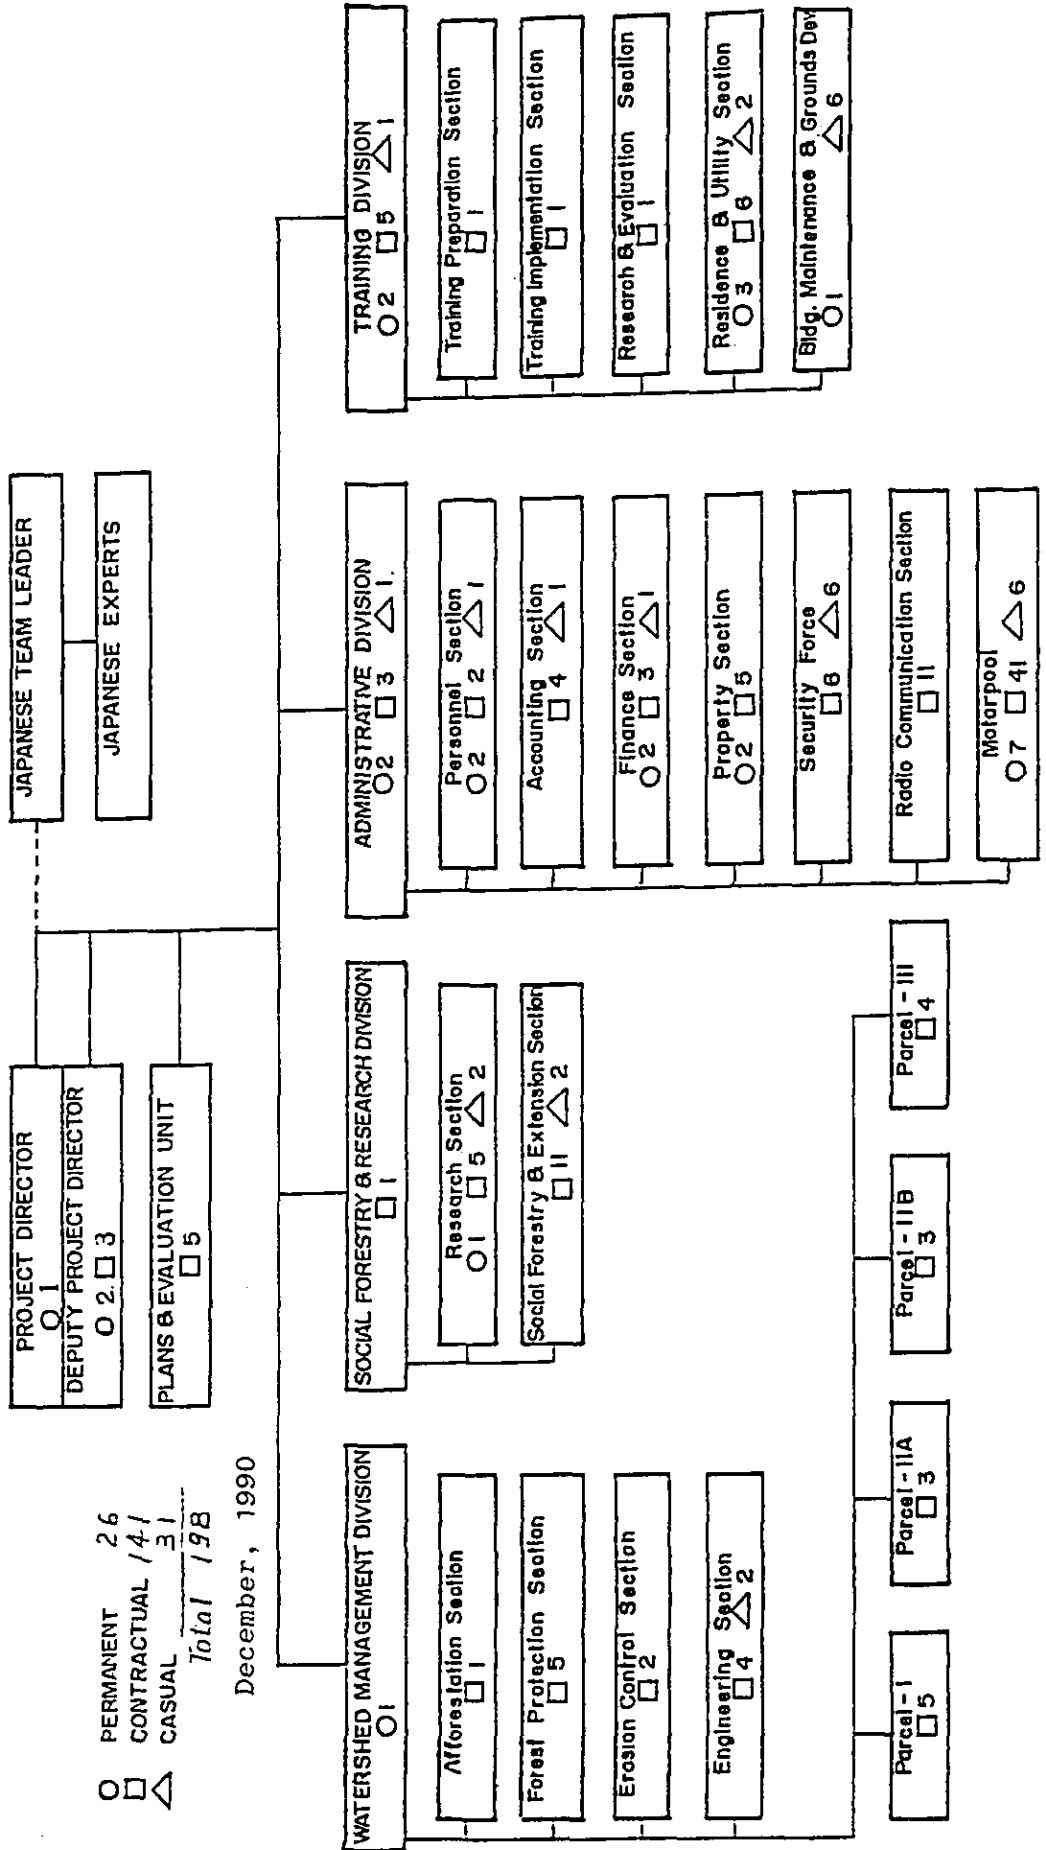 ○ PERMANENT 26
□ CONTRACTUAL 141
△ CASUAL 31
Total 198
December, 1990
PROJECT DIRECTOR
○ 1
DEPUTY PROJECT DIRECTOR
○ 2. □ 3
PLANS & EVALUATION UNIT
□ 5
JAPANESE TEAM LEADER
JAPANESE EXPERTS
WATERSHED MANAGEMENT DIVISION
○ 1
Afforestation Section
□ 1
Forest Protection Section
□ 5
Erosion Control Section
□ 2
Engineering Section
□ 4 △ 2
Parcel - I
□ 5
Parcel - IIA
□ 3
Parcel - IIB
□ 3
Parcel - III
□ 4
SOCIAL FORESTRY & RESEARCH DIVISION
□ 1
Research Section
○ 1 □ 5 △ 2
Social Forestry & Extension Section
□ 11 △ 2
ADMINISTRATIVE DIVISION
○ 2 □ 3 △ 1.
Personnel Section
○ 2 □ 2 △ 1
Accounting Section
□ 4 △ 1
Finance Section
○ 2 □ 3 △ 1
Property Section
○ 2 □ 5
Security Force
□ 6 △ 6
Radio Communication Section
□ 11
Motorpool
○ 7 □ 41 △ 6
TRAINING DIVISION
○ 2 □ 5 △ 1
Training Preparation Section
□ 1
Training Implementation Section
□ 1
Research & Evaluation Section
□ 1
Residence & Utility Section
○ 3 □ 6 △ 2
Bldg. Maintenance & Grounds Dev
○ 1 △ 6